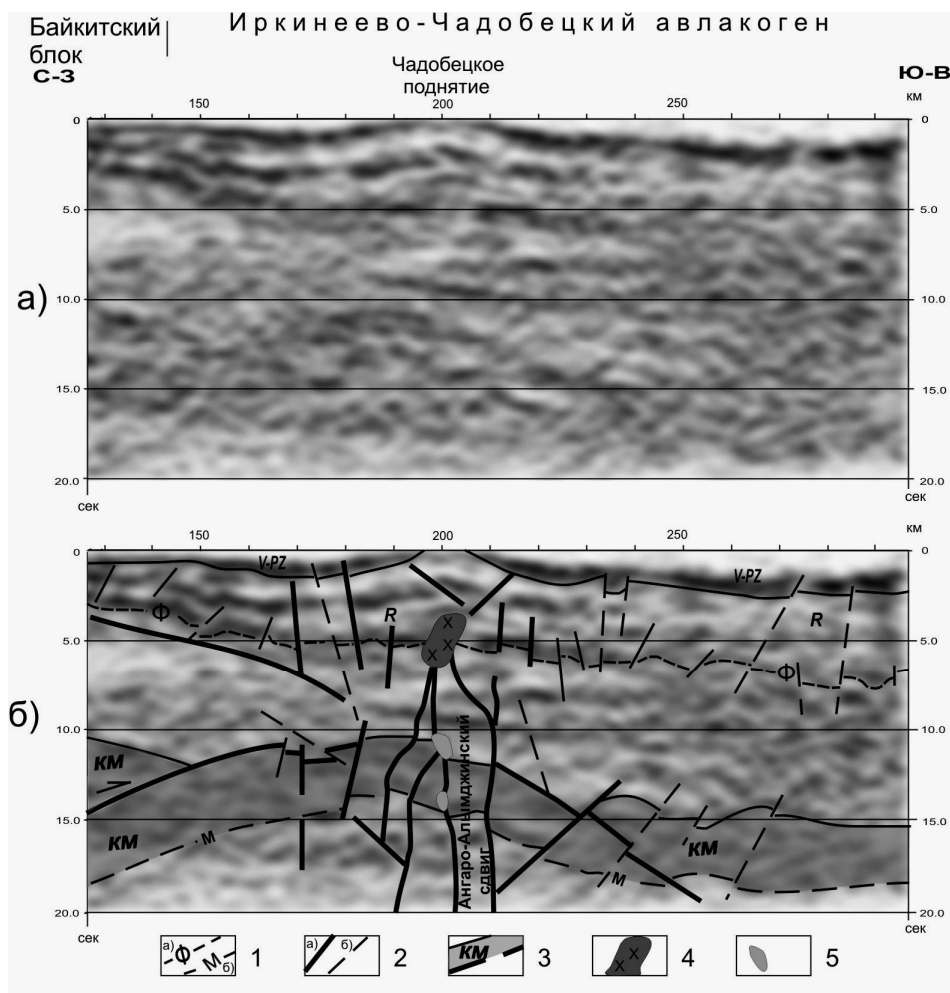 Байкитский
блок
Иркинеево-Чадобецкий авлакоген
С-З
Чадобецкое
поднятие
Ю-В
150 200 250 км
а)
0 0
5.0 5.0
10.0 10.0
15.0 15.0
20.0 20.0
сек сек
150 200 250 км
б)
0 0
V-PZ V-PZ
Ф R R
х
5.0 х 5.0
х
Ф
10.0 10.0
КМ
Ангаро-Алымджинский
сдвиг
15.0 15.0
КМ М КМ
М
20.0 20.0
сек сек
а) Ф М б) 1
а) б) 2
КМ 3
х х 4
5